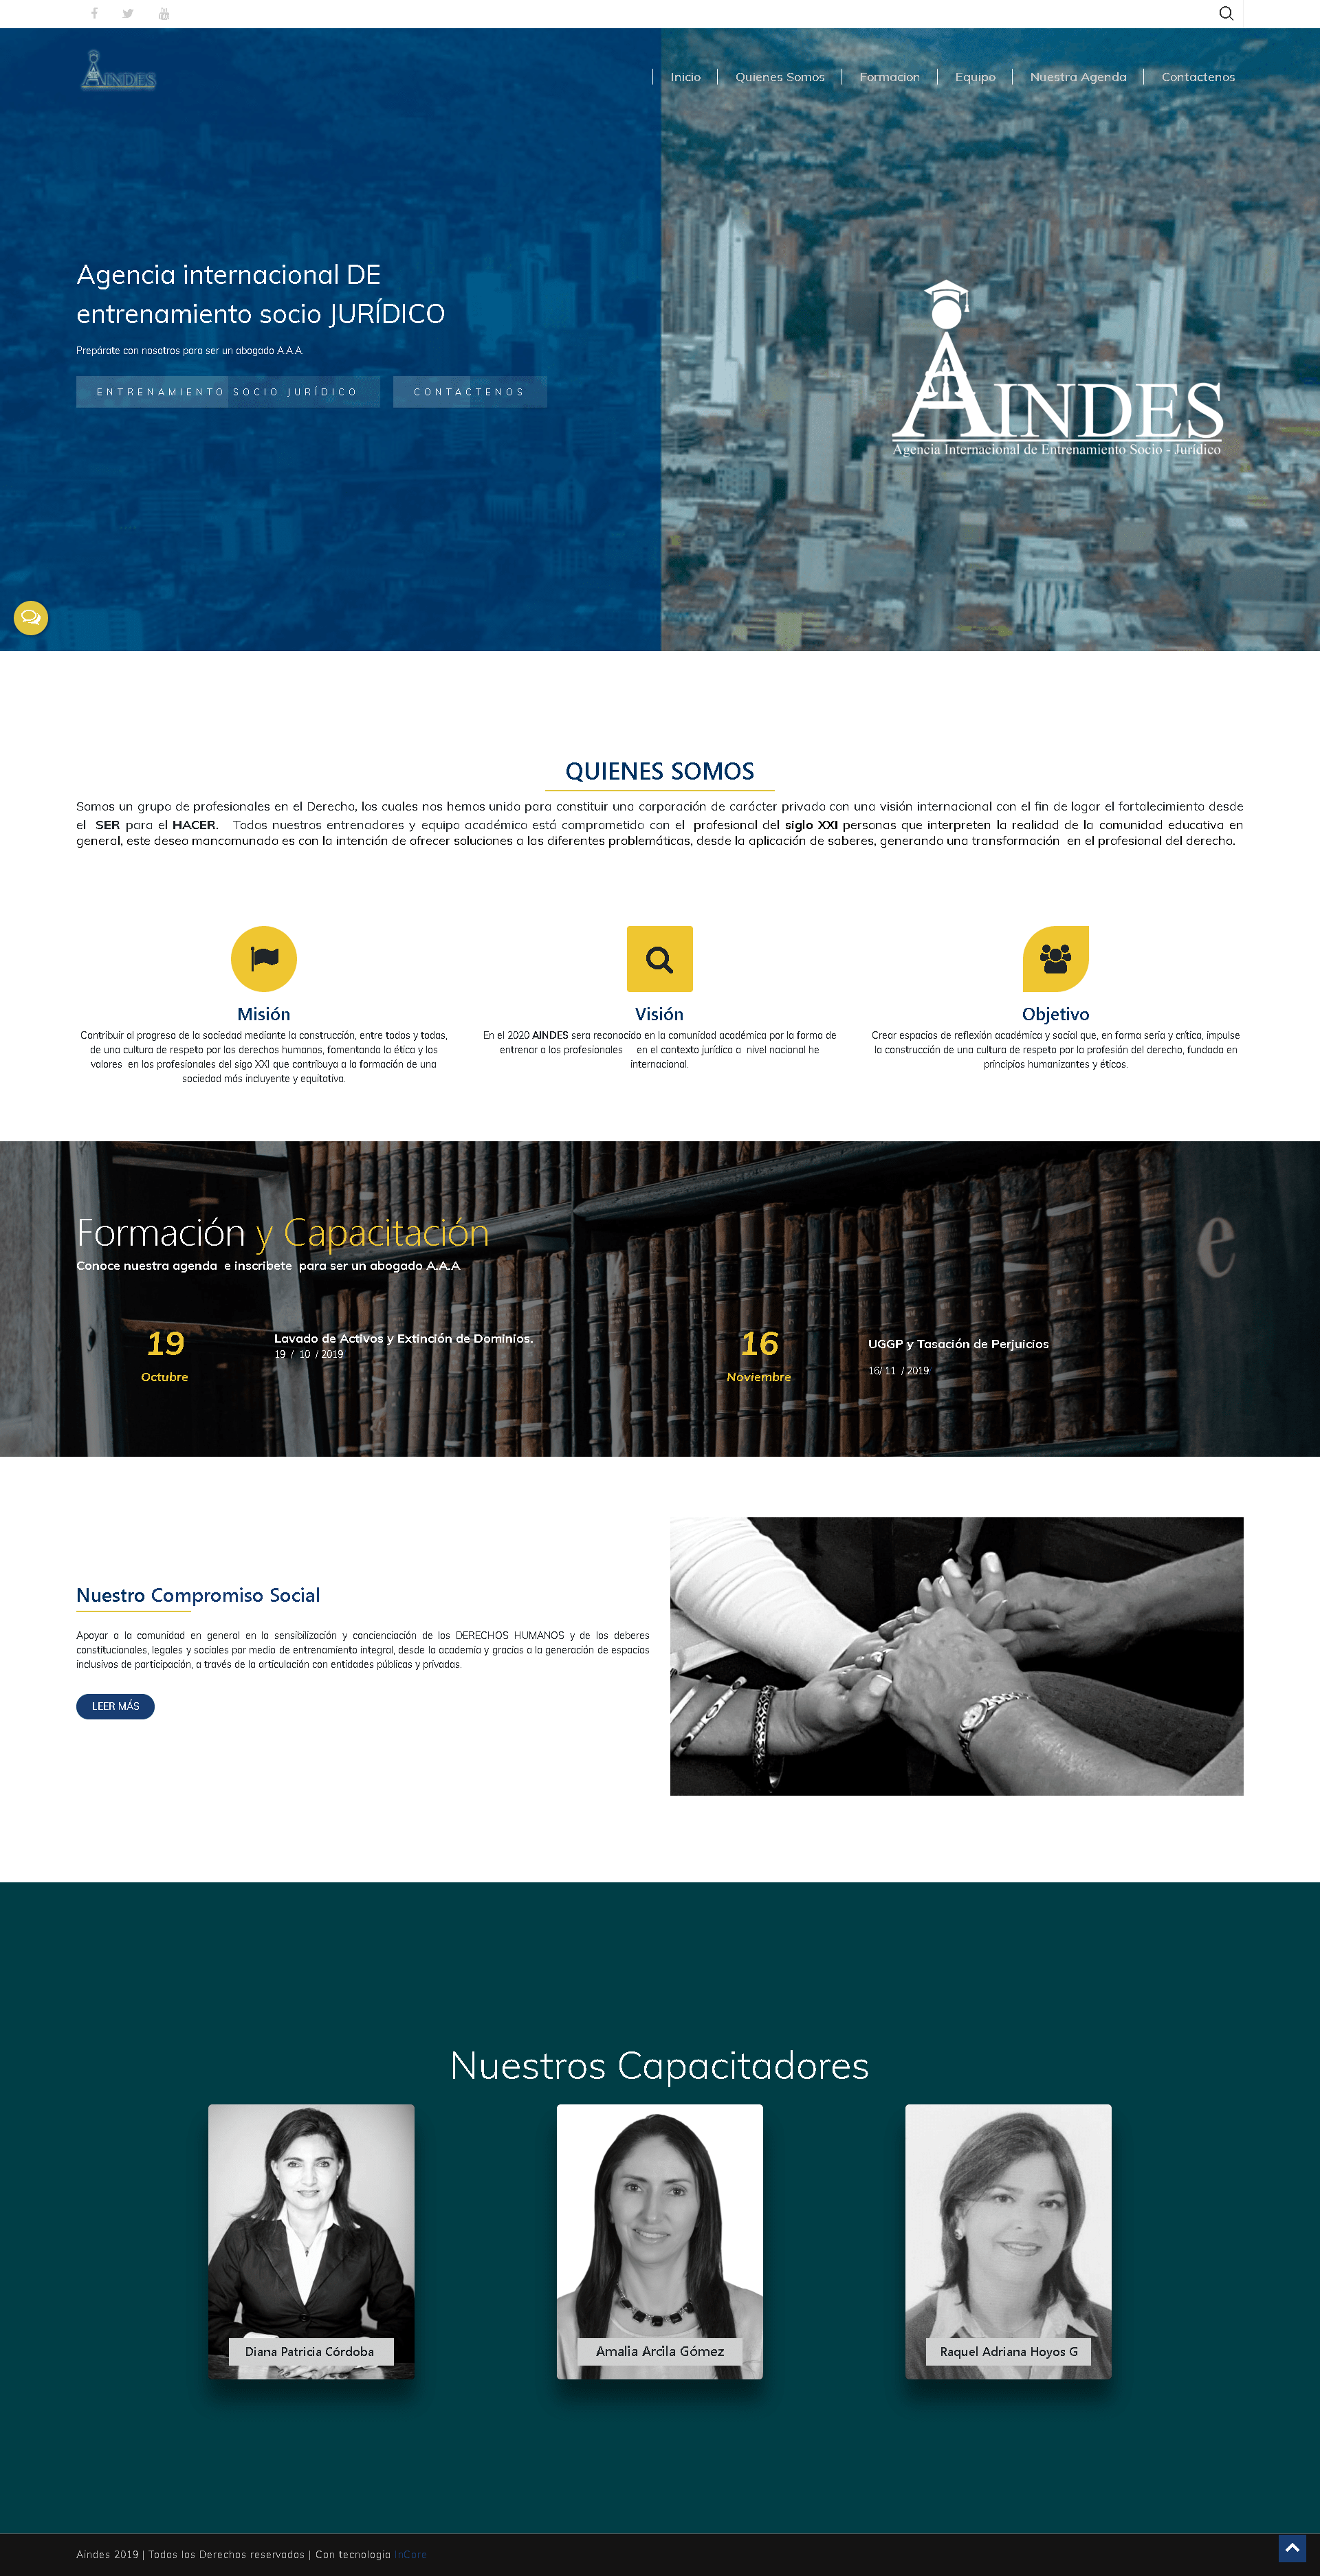 AINDES
Inicio
Quienes Somos
Formacion
Equipo
Nuestra Agenda
Contactenos
Agencia internacional DE
entrenamiento socio JURÍDICO
Prepárate con nosotros para ser un abogado A.A.A.
ENTRENAMIENTO SOCIO JURÍDICO
CONTACTENOS
AINDES
Agencia Internacional de Entrenamiento Socio - Jurídico
QUIENES SOMOS
Somos un grupo de profesionales en el Derecho, los cuales nos hemos unido para constituir una corporación de carácter privado con una visión internacional con el fin de logar el fortalecimiento desde
el SER para el HACER. Todos nuestros entrenadores y equipo académico está comprometido con el profesional del siglo XXI personas que interpreten la realidad de la comunidad educativa en
general, este deseo mancomunado es con la intención de ofrecer soluciones a las diferentes problemáticas, desde la aplicación de saberes, generando una transformación en el profesional del derecho.
Misión
Contribuir al progreso de la sociedad mediante la construcción, entre todos y todas,
de una cultura de respeto por los derechos humanos, fomentando la ética y los
valores en los profesionales del sigo XXI que contribuya a la formación de una
sociedad más incluyente y equitativa.
Visión
En el 2020 AINDES sera reconocido en la comunidad académica por la forma de
entrenar a los profesionales en el contexto jurídico a nivel nacional he
internacional.
Objetivo
Crear espacios de reflexión académica y social que, en forma seria y crítica, impulse
la construcción de una cultura de respeto por la profesión del derecho, fundada en
principios humanizantes y éticos.
Formación y Capacitación
Conoce nuestra agenda e inscribete para ser un abogado A.A.A
19
Octubre
Lavado de Activos y Extinción de Dominios.
19 / 10 / 2019
16
Noviembre
UGGP y Tasación de Perjuicios
16/ 11 / 2019
e
Nuestro Compromiso Social
Apoyar a la comunidad en general en la sensibilización y concienciación de los DERECHOS HUMANOS y de los deberes
constitucionales, legales y sociales por medio de entrenamiento integral, desde la academia y gracias a la generación de espacios
inclusivos de participación, a través de la articulación con entidades públicas y privadas.
LEER MÁS
Nuestros Capacitadores
Diana Patricia Córdoba
Amalia Arcila Gómez
Raquel Adriana Hoyos G
Aindes 2019 | Todos los Derechos reservados | Con tecnologia InCare